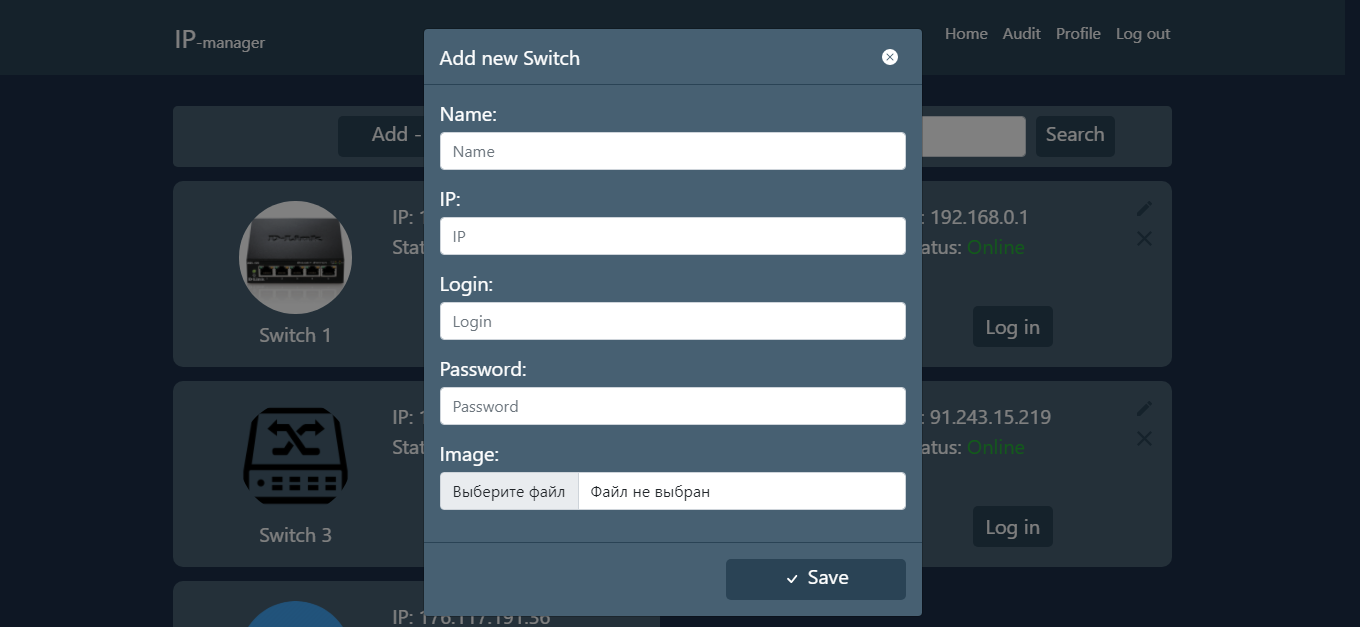 IP-manager
Home Audit Profile Log out
Add new Switch
Add -
Search
Name:
Name
IP:
IP
Login:
Login
Password:
Password
Image:
Выберите файл Файл не выбран
Save
D-Link
Switch 1
IP: 1
Stat
: 192.168.0.1
atus: Online
Log in
Switch 3
IP: 1
Stat
: 91.243.15.219
atus: Online
Log in
IP: 176.117.191.36